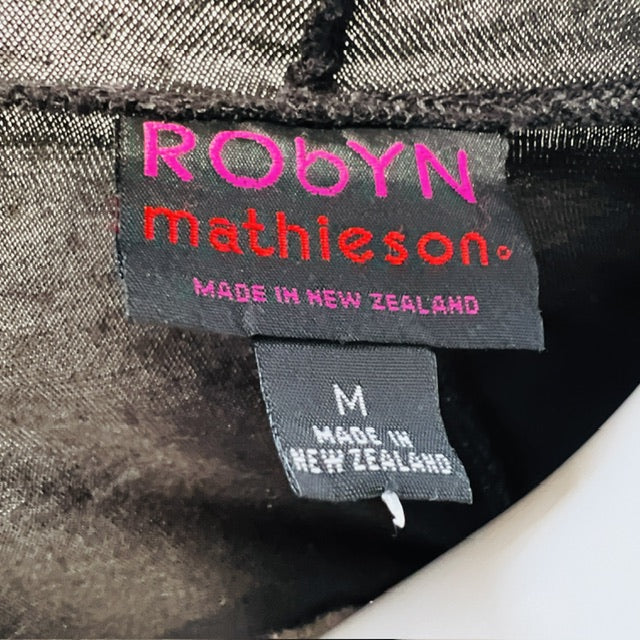 ROBYN
mathieson.
MADE IN NEW ZEALAND
M
MADE IN
NEW ZEALAND